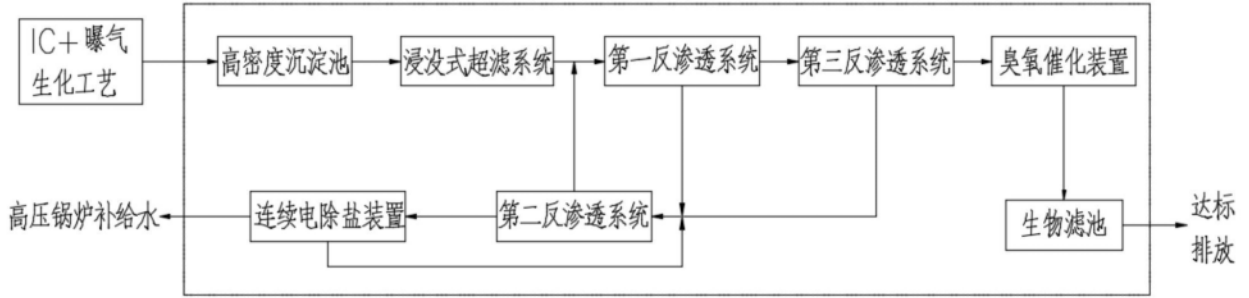 IC+曝气
生化工艺
高密度沉淀池
浸没式超滤系统
第一反渗透系统
第三反渗透系统
臭氧催化装置
高压锅炉补给水
连续电除盐装置
第二反渗透系统
生物滤池
达标
排放